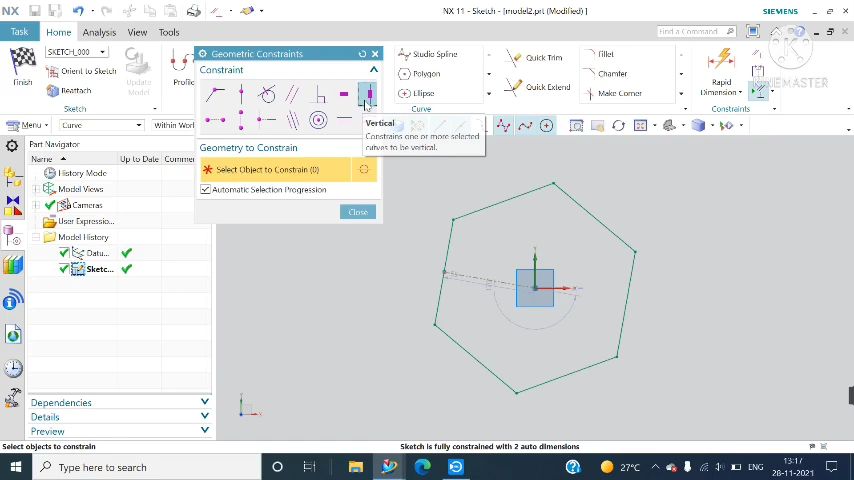 NX
NX 11 - Sketch - [model2.prt (Modified) ]
SIEMENS
Task
Home
Analysis
View
Tools
Find a Command
SKETCH_000
Orient to Sketch
Reattach
Finish
Sketch
Update
Model
Profile
Geometric Constraints
Constraint
Studio Spline
Polygon
Ellipse
Quick Trim
Quick Extend
Fillet
Chamfer
Make Corner
Curve
Rapid
Dimension
Constraints
Menu
Curve
Within Wor
Vertical
Constrains one or more selected
curves to be vertical.
Geometry to Constrain
Select Object to Constrain (0)
Automatic Selection Progression
Close
Part Navigator
Name
Up to Date
Commen
History Mode
Model Views
Cameras
User Expressio...
Model History
Datu...
Sketc...
Dependencies
Details
Preview
Y
X
Select objects to constrain
Sketch is fully constrained with 2 auto dimensions
Type here to search
27°C
ENG
13:17
28-11-2021